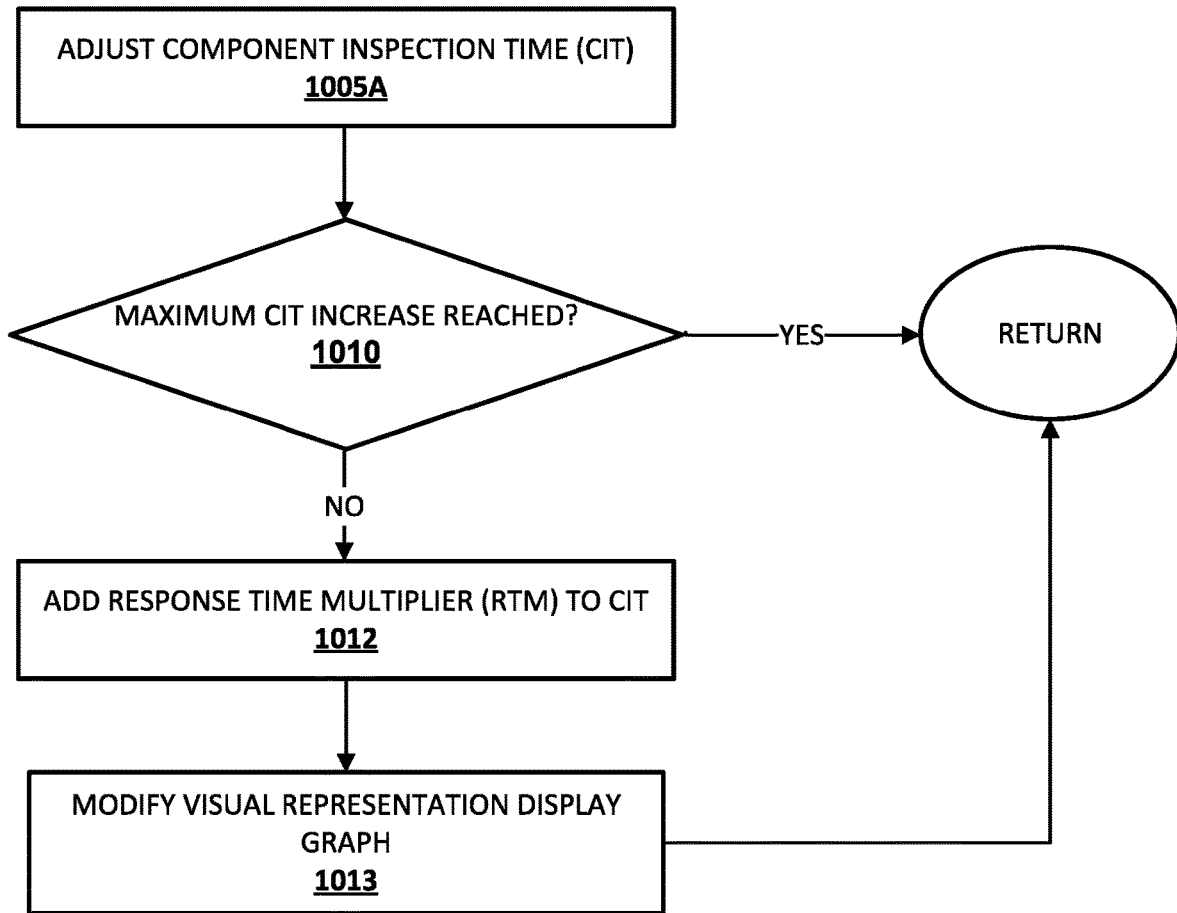 ADJUST COMPONENT INSPECTION TIME (CIT)
1005A
MAXIMUM CIT INCREASE REACHED?
1010
YES
RETURN
NO
ADD RESPONSE TIME MULTIPLIER (RTM) TO CIT
1012
MODIFY VISUAL REPRESENTATION DISPLAY
GRAPH
1013